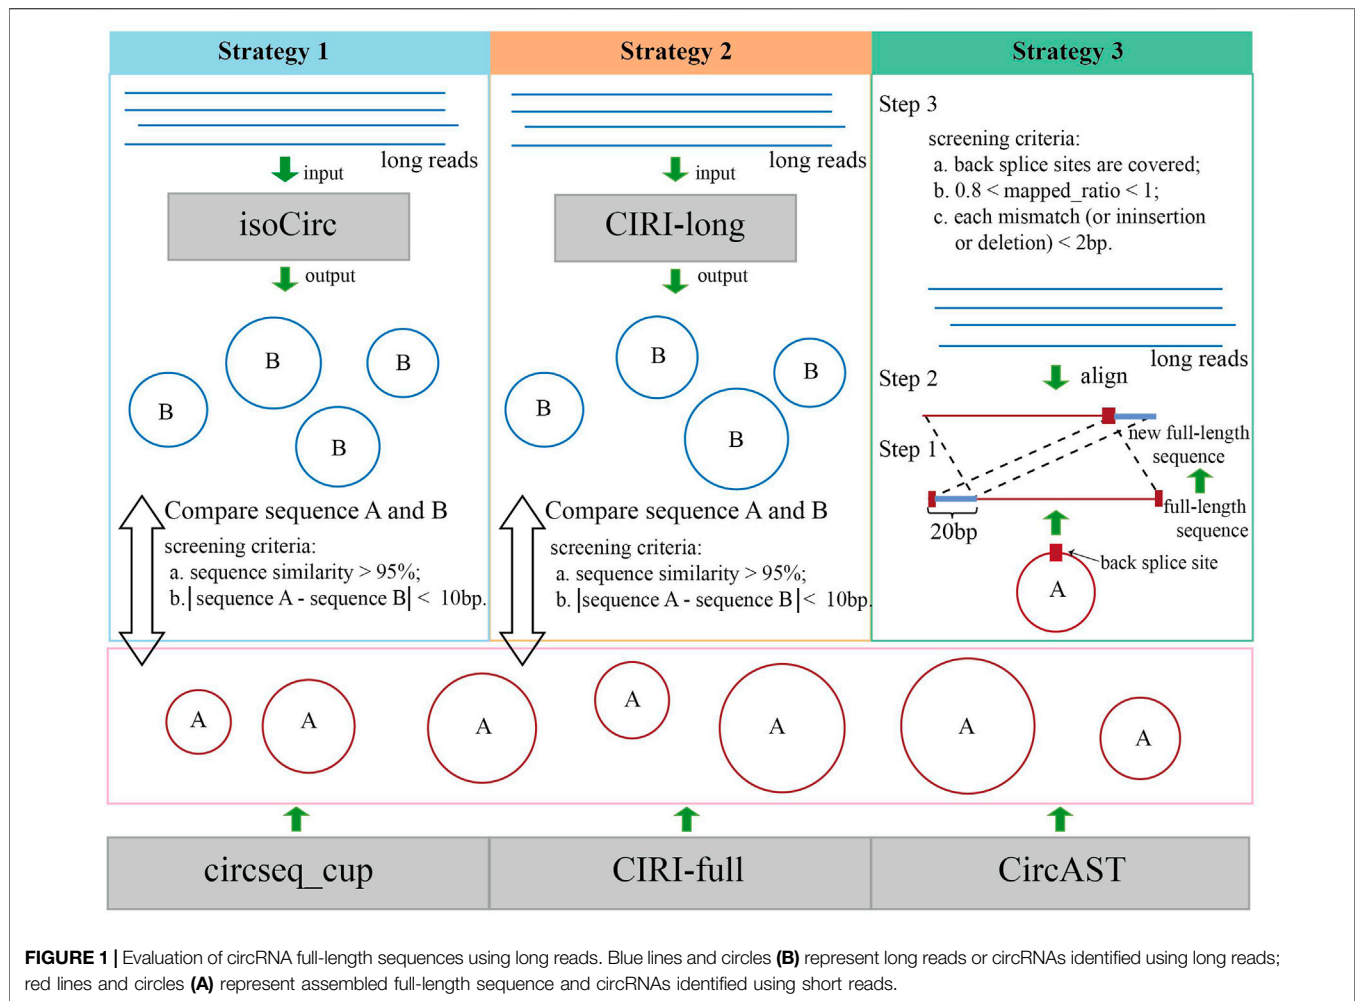 Strategy 1
long reads
input
isoCirc
output
B
B
B
B
Compare sequence A and B
screening criteria:
a. sequence similarity > 95%;
b. |sequence A - sequence B| < 10bp.
Strategy 2
long reads
input
CIRI-long
output
B
B
B
B
Compare sequence A and B
screening criteria:
a. sequence similarity > 95%;
b. |sequence A - sequence B| < 10bp.
Strategy 3
Step 3
screening criteria:
a. back splice sites are covered;
b. 0.8 < mapped_ratio < 1;
c. each mismatch (or ininsertion
or deletion) < 2bp.
long reads
align
Step 2
new full-length
sequence
Step 1
full-length
sequence
20bp
back splice site
A
A
A
A
A
A
A
A
circseq_cup
CIRI-full
CircAST
FIGURE 1 | Evaluation of circRNA full-length sequences using long reads. Blue lines and circles (B) represent long reads or circRNAs identified using long reads;
red lines and circles (A) represent assembled full-length sequence and circRNAs identified using short reads.